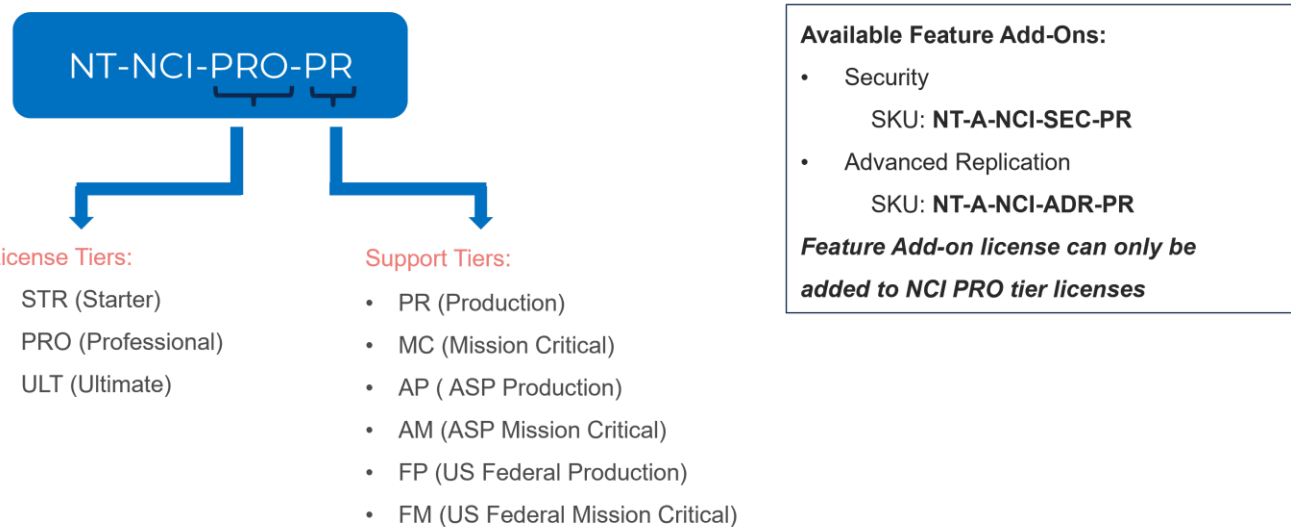 NT-NCI-PRO-PR
icense Tiers:
STR (Starter)
PRO (Professional)
ULT (Ultimate)
Support Tiers:
• PR (Production)
• MC (Mission Critical)
• AP ( ASP Production)
• AM (ASP Mission Critical)
• FP (US Federal Production)
• FM (US Federal Mission Critical)
Available Feature Add-Ons:
• Security
SKU: NT-A-NCI-SEC-PR
• Advanced Replication
SKU: NT-A-NCI-ADR-PR
Feature Add-on license can only be
added to NCI PRO tier licenses